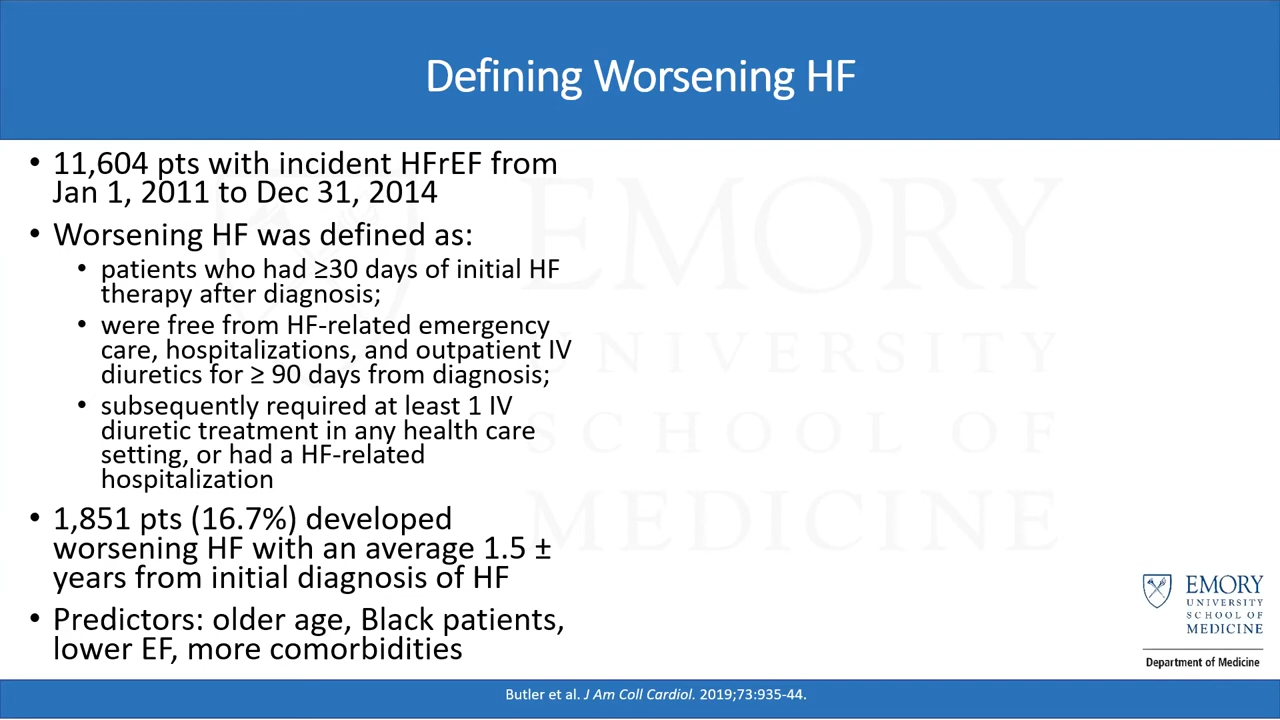 Defining Worsening HF
• 11,604 pts with incident HFrEF from
Jan 1, 2011 to Dec 31, 2014
• Worsening HF was defined as:
• patients who had ≥30 days of initial HF
therapy after diagnosis;
• were free from HF-related emergency
care, hospitalizations, and outpatient IV
diuretics for ≥ 90 days from diagnosis;
• subsequently required at least 1 IV
diuretic treatment in any health care
setting, or had a HF-related
hospitalization
• 1,851 pts (16.7%) developed
worsening HF with an average 1.5 ±
years from initial diagnosis of HF
• Predictors: older age, Black patients,
lower EF, more comorbidities
EMORY
UNIVERSITY
SCHOOL OF
MEDICINE
EMORY
UNIVERSITY
SCHOOL OF
MEDICINE
Department of Medicine
Butler et al. J Am Coll Cardiol. 2019;73:935-44.